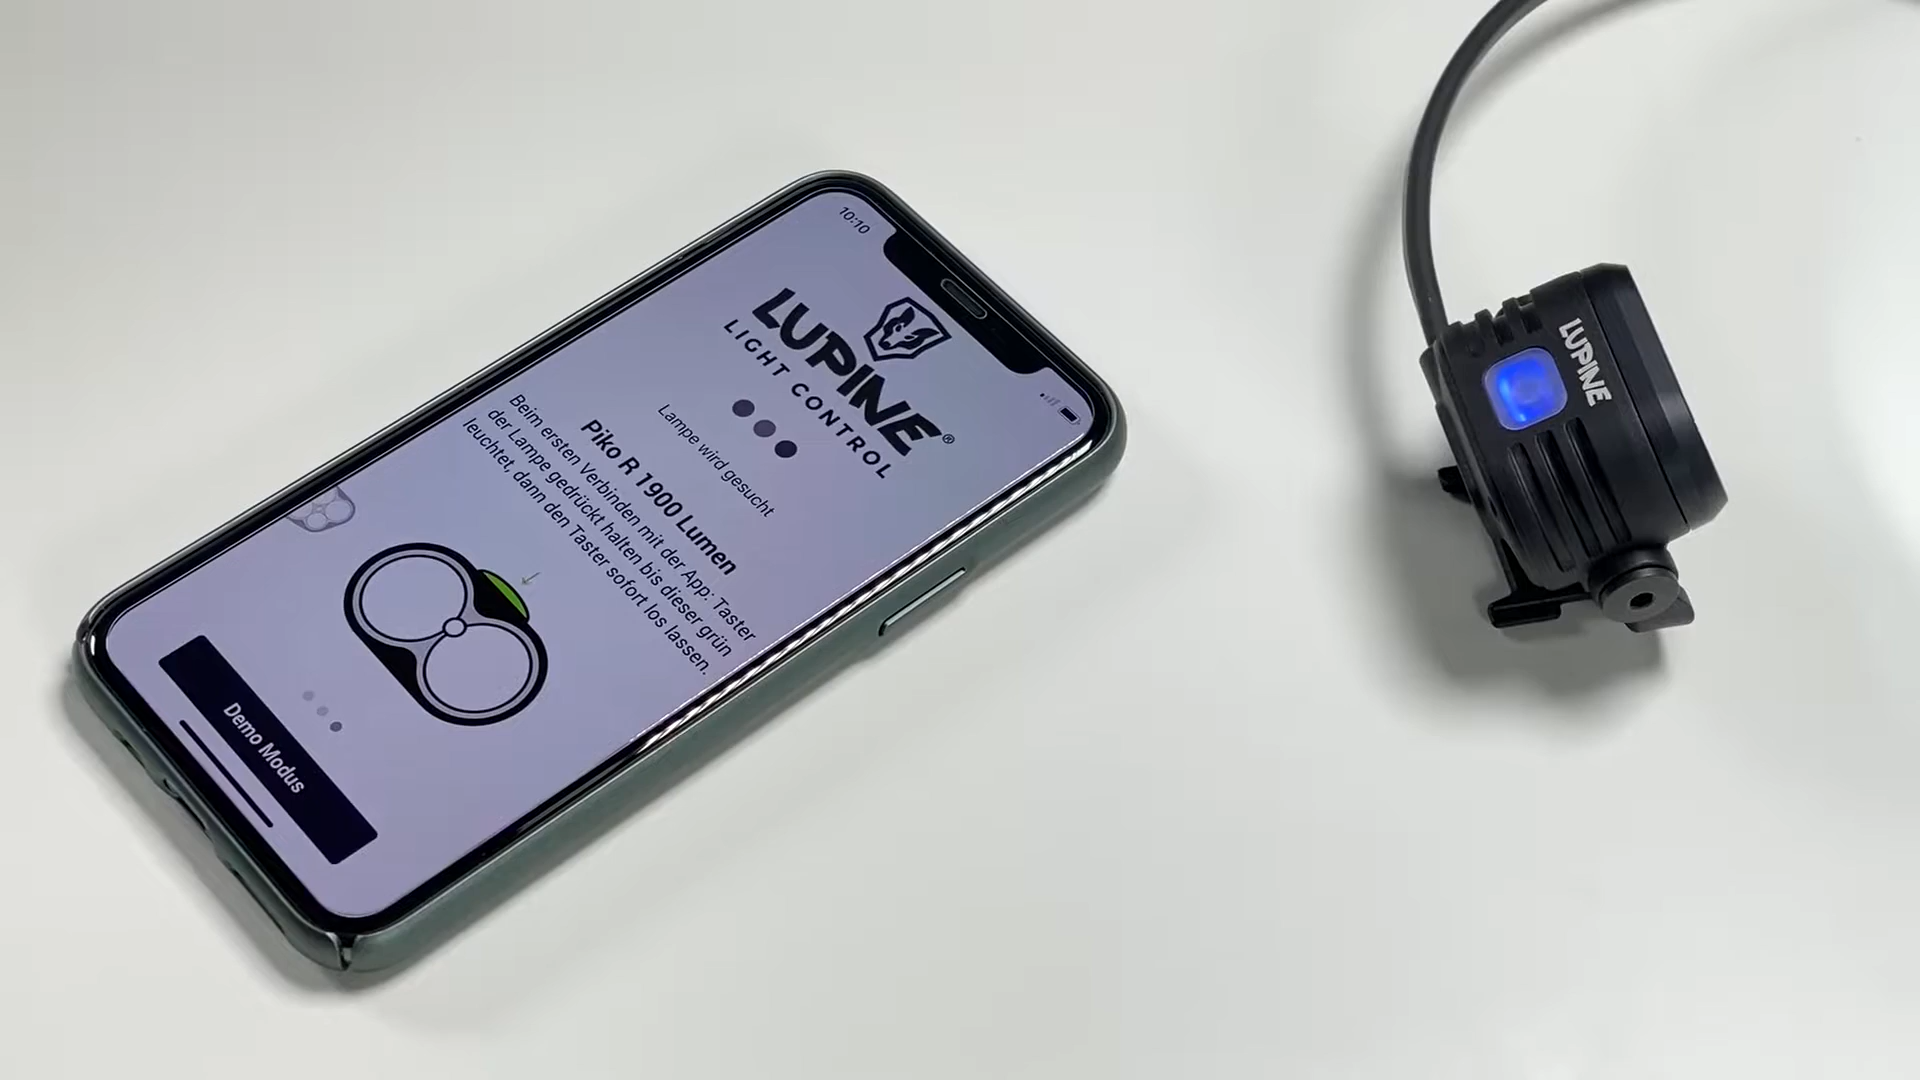 10:10
LUPINE®
LIGHT CONTROL
Lampe wird gesucht
Piko R 1900 Lumen
Beim ersten Verbinden mit der App: Taster
der Lampe gedrückt halten bis dieser grün
leuchtet, dann den Taster sofort los lassen.
Demo Modus
LUPINE